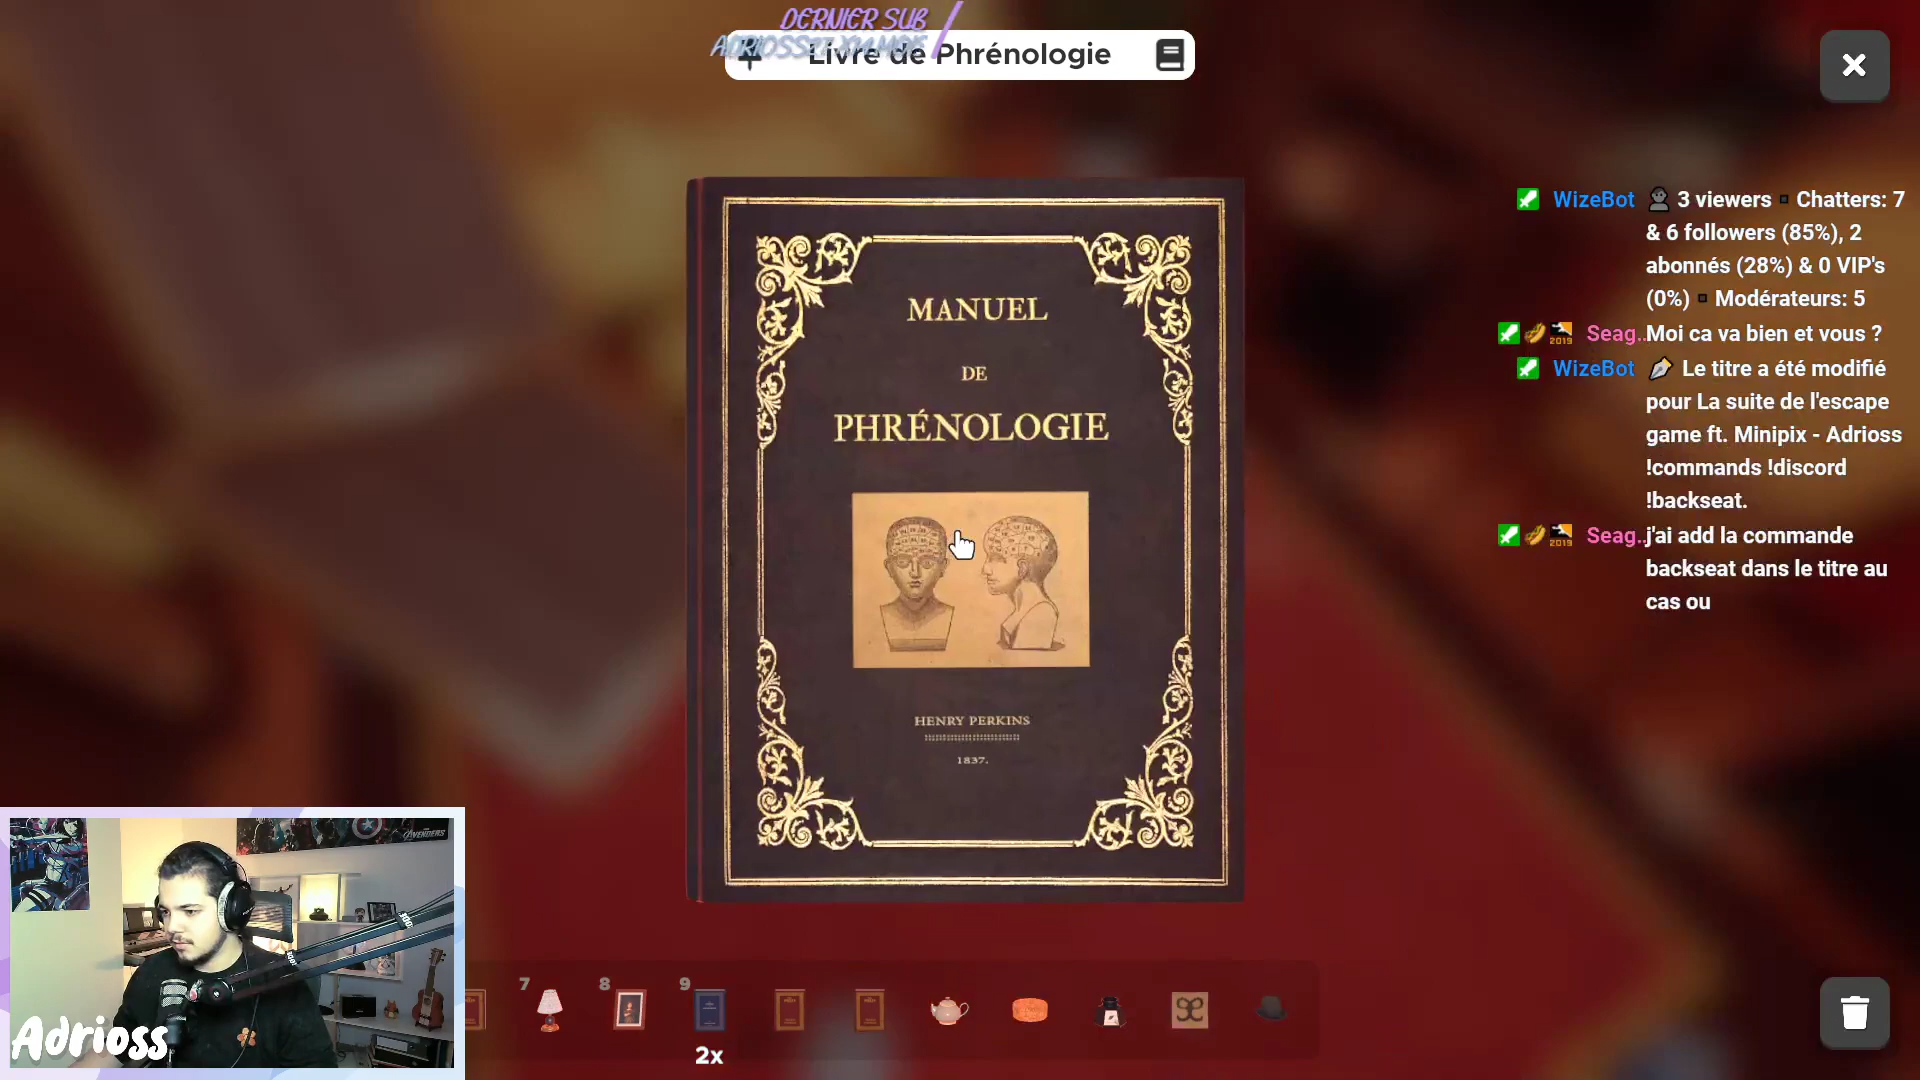 DERNIER SUB
Livre de Phrénologie
MANUEL
DE
PHRÉNOLOGIE
HENRY PERKINS
1837.
WizeBot 3 viewers ▪ Chatters: 7
& 6 followers (85%), 2
abonnés (28%) & 0 VIP's
(0%) ▪ Modérateurs: 5
Seag..Moi ca va bien et vous ?
WizeBot Le titre a été modifié
pour La suite de l'escape
game ft. Minipix - Adrioss
!commands !discord
!backseat.
2019 Seag..j'ai add la commande
backseat dans le titre au
cas ou
AVENGERS
Adrioss
7 8 9
2x